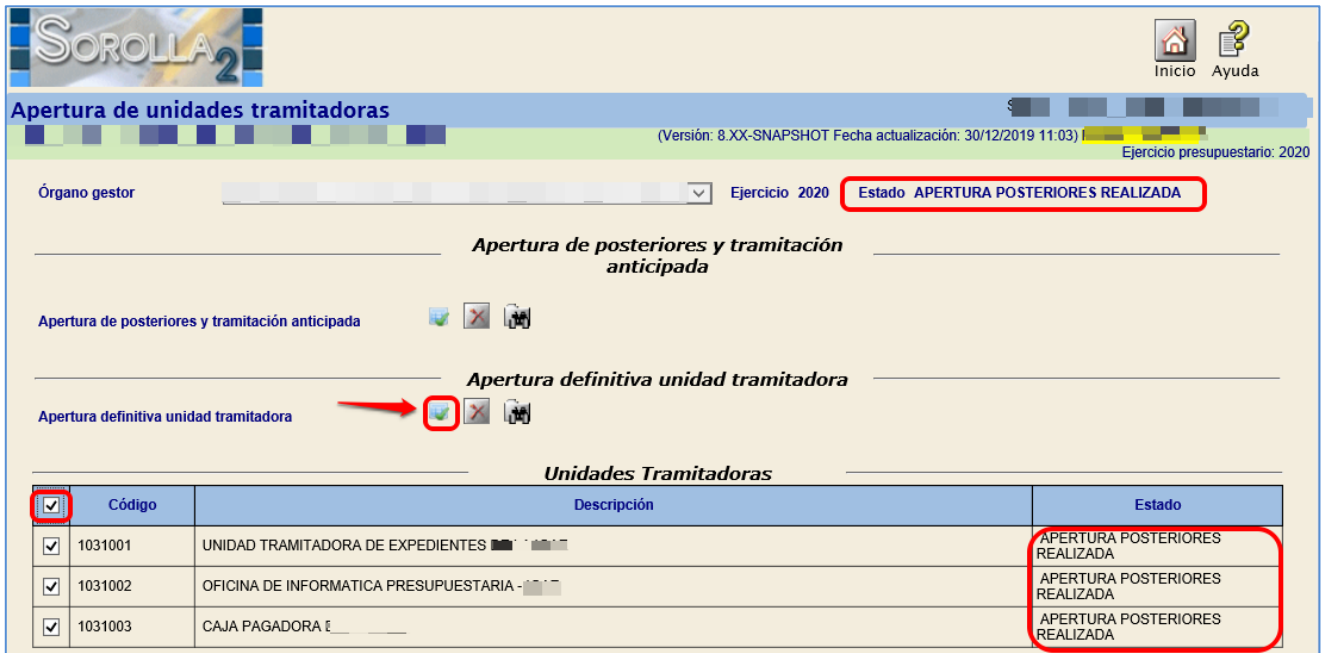 SOROLLA2
Inicio Ayuda
Apertura de unidades tramitadoras
(Versión: 8.XX-SNAPSHOT Fecha actualización: 30/12/2019 11:03)
Ejercicio presupuestario: 2020
Órgano gestor Ejercicio 2020 Estado APERTURA POSTERIORES REALIZADA
Apertura de posteriores y tramitación
anticipada
Apertura de posteriores y tramitación anticipada
Apertura definitiva unidad tramitadora
Apertura definitiva unidad tramitadora
Unidades Tramitadoras
Código Descripción Estado
1031001 UNIDAD TRAMITADORA DE EXPEDIENTES APERTURA POSTERIORES
REALIZADA
1031002 OFICINA DE INFORMATICA PRESUPUESTARIA - APERTURA POSTERIORES
REALIZADA
1031003 CAJA PAGADORA APERTURA POSTERIORES
REALIZADA